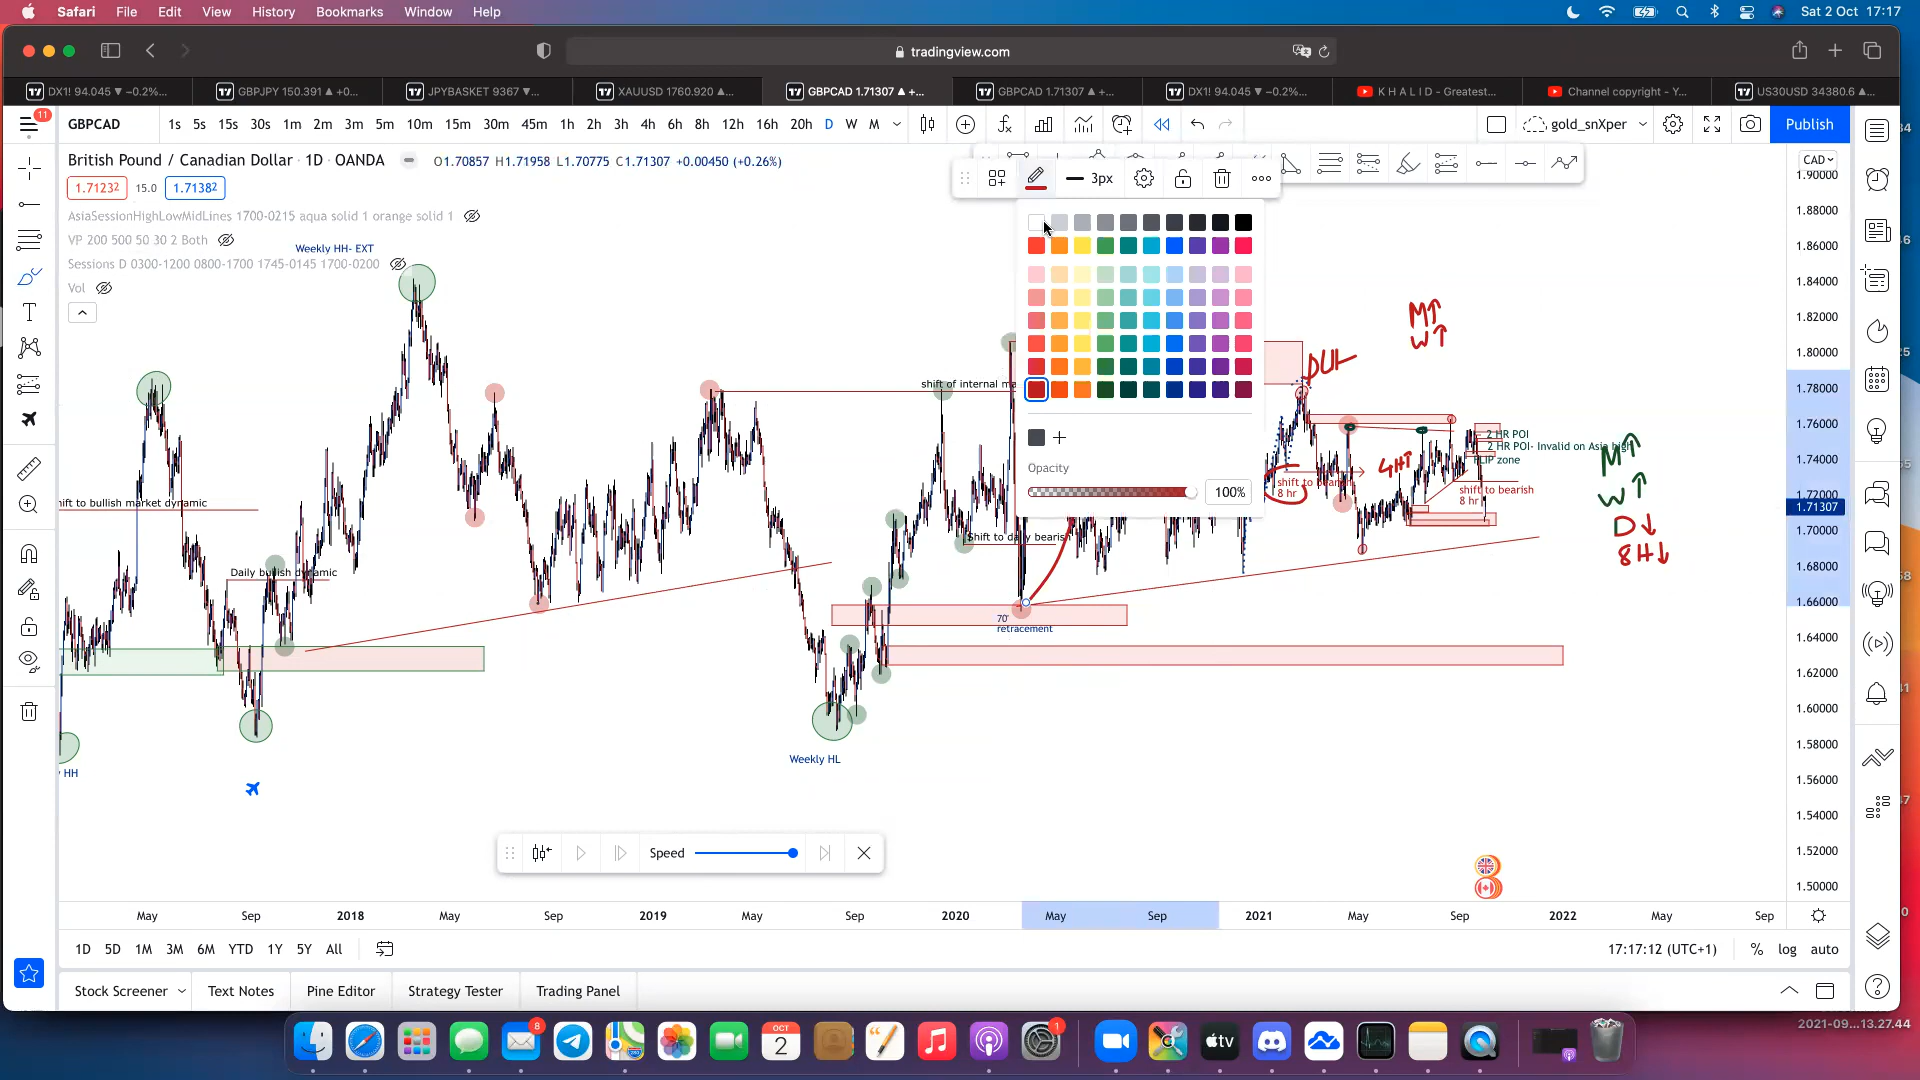 Safari File Edit View History Bookmarks Window Help Sat 2 Oct 17:17
tradingview.com
DX1! 94.045 ▼ −0.2%... GBPJPY 150.391 ▲ +0... JPYBASKET 9367 ▼... XAUUSD 1760.920 ▲... GBPCAD 1.71307 ▲ +... GBPCAD 1.71307 ▲ +... DX1! 94.045 ▼ −0.2%... K H A L I D - Greatest... Channel copyright - Y... US30USD 34380.6 ▲...
11
GBPCAD 1s 5s 15s 30s 1m 2m 3m 5m 10m 15m 30m 45m 1h 2h 3h 4h 6h 8h 12h 16h 20h D W M gold_snXper Publish
British Pound / Canadian Dollar · 1D · OANDA O1.70857 H1.71958 L1.70775 C1.71307 +0.00450 (+0.26%)
CAD
3px
1.71232 15.0 1.71382
AsiaSessionHighLowMidLines 1700-0215 aqua solid 1 orange solid 1
VP 200 500 50 30 2 Both
Weekly HH- EXT
Sessions D 0300-1200 0800-1700 1745-0145 1700-0200
Vol
1.90000
1.88000
1.86000
1.84000
1.82000
1.80000
1.78000
1.76000
1.74000
1.72000
1.71307
1.70000
1.68000
1.66000
1.64000
1.62000
1.60000
1.58000
1.56000
1.54000
1.52000
1.50000
M↑
W↑
shift of internal ma
2 HR POI
2 HR POI- Invalid on Asia high
FLIP zone
4H↑
M↑
W↑
D↓
8H↓
Opacity
100%
shift to bearish
8 hr
shift to bearish
8 hr
hift to bullish market dynamic
Shift to daily bearish
Daily bullish dynamic
70'
retracement
Weekly HL
HH
Speed
May Sep 2018 May Sep 2019 May Sep 2020 May Sep 2021 May Sep 2022 May Sep
1D 5D 1M 3M 6M YTD 1Y 5Y All 17:17:12 (UTC+1) % log auto
Stock Screener Text Notes Pine Editor Strategy Tester Trading Panel
2021-09...13.27.44
8
OCT
2
1
tv